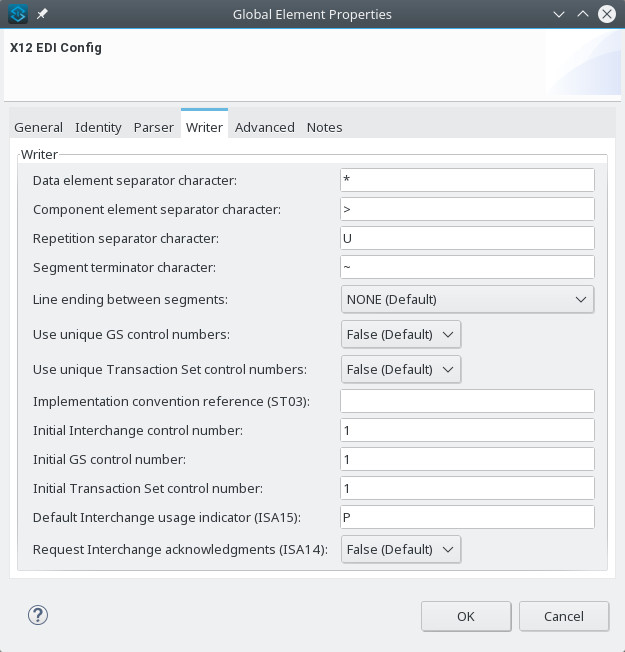 Global Element Properties
X12 EDI Config
General Identity Parser Writer Advanced Notes
Writer
Data element separator character: *
Component element separator character: >
Repetition separator character: U
Segment terminator character: ~
Line ending between segments: NONE (Default)
Use unique GS control numbers: False (Default)
Use unique Transaction Set control numbers: False (Default)
Implementation convention reference (ST03):
Initial Interchange control number: 1
Initial GS control number: 1
Initial Transaction Set control number: 1
Default Interchange usage indicator (ISA15): P
Request Interchange acknowledgments (ISA14): False (Default)
? OK Cancel